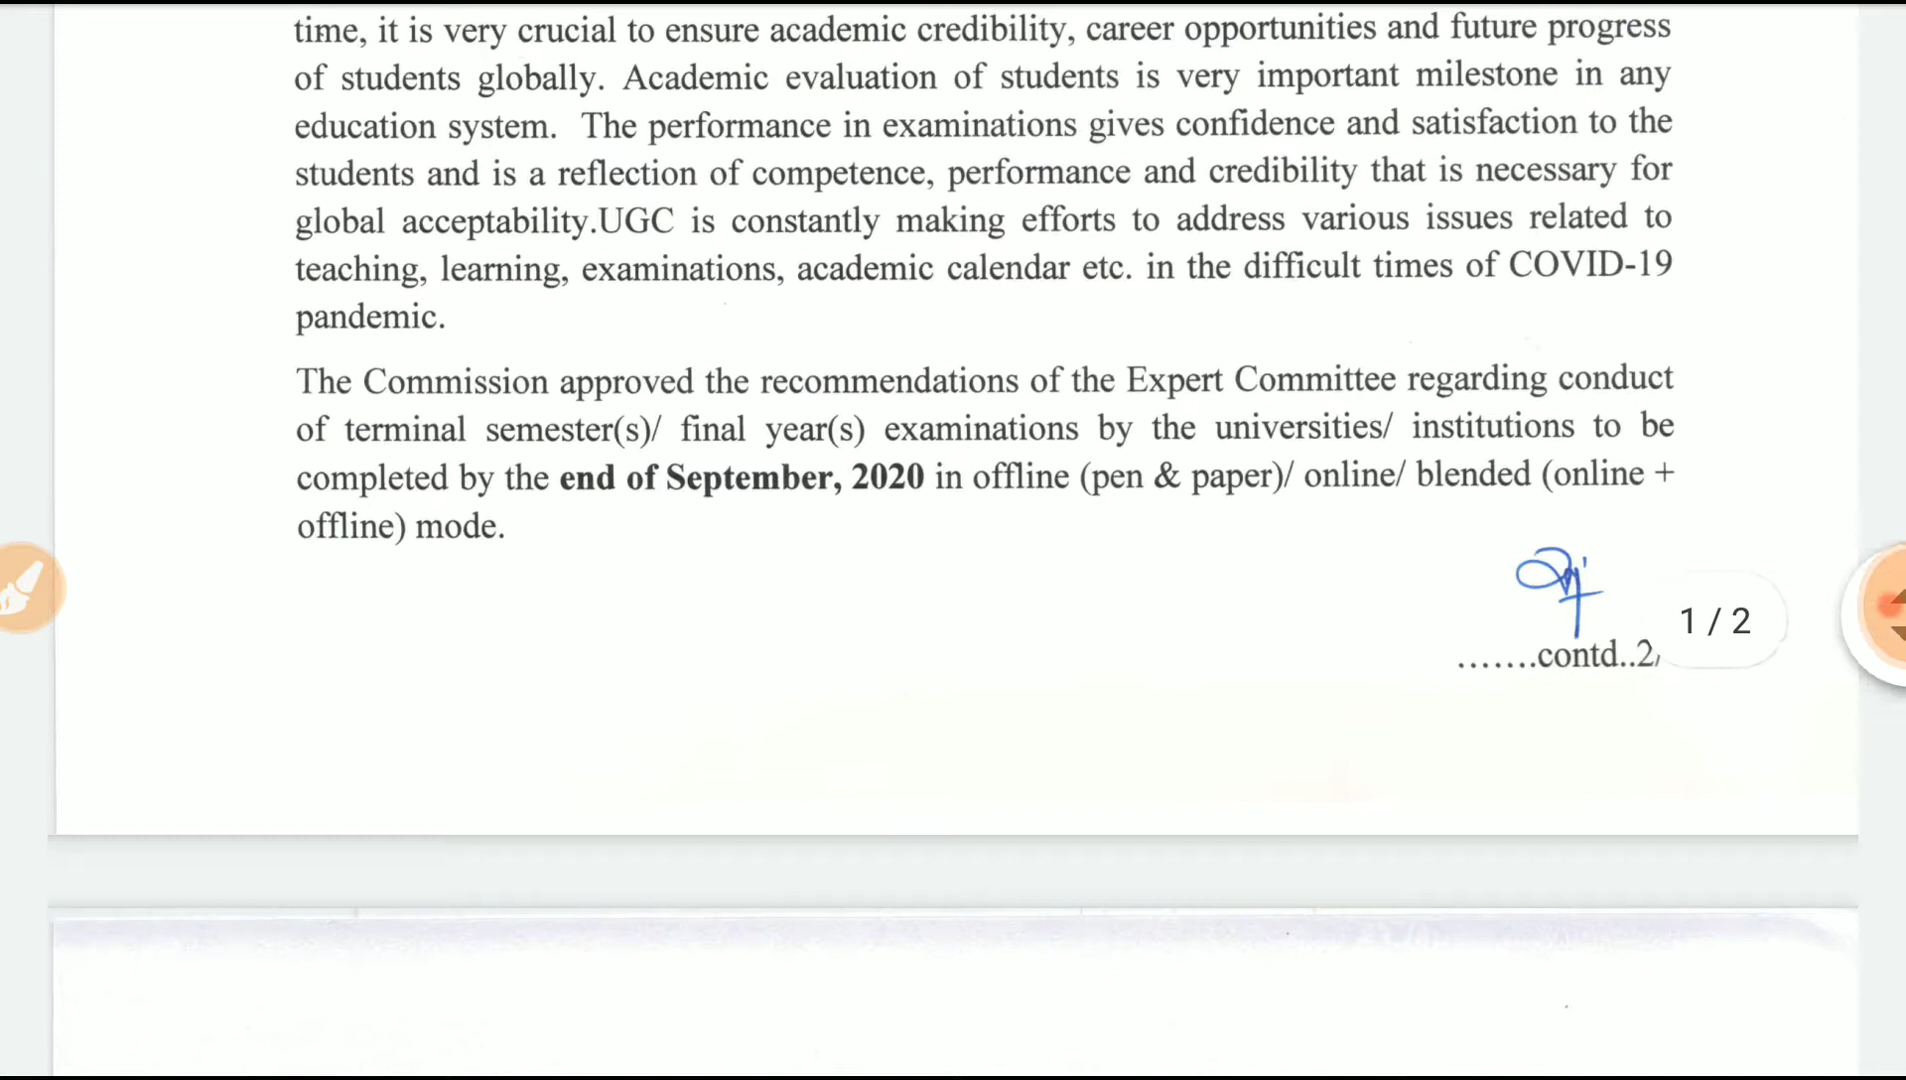 time, it is very crucial to ensure academic credibility, career opportunities and future progress
of students globally. Academic evaluation of students is very important milestone in any
education system. The performance in examinations gives confidence and satisfaction to the
students and is a reflection of competence, performance and credibility that is necessary for
global acceptability.UGC is constantly making efforts to address various issues related to
teaching, learning, examinations, academic calendar etc. in the difficult times of COVID-19
pandemic.
The Commission approved the recommendations of the Expert Committee regarding conduct
of terminal semester(s)/ final year(s) examinations by the universities/ institutions to be
completed by the end of September, 2020 in offline (pen & paper)/ online/ blended (online +
offline) mode.
1 / 2
.......contd..2/